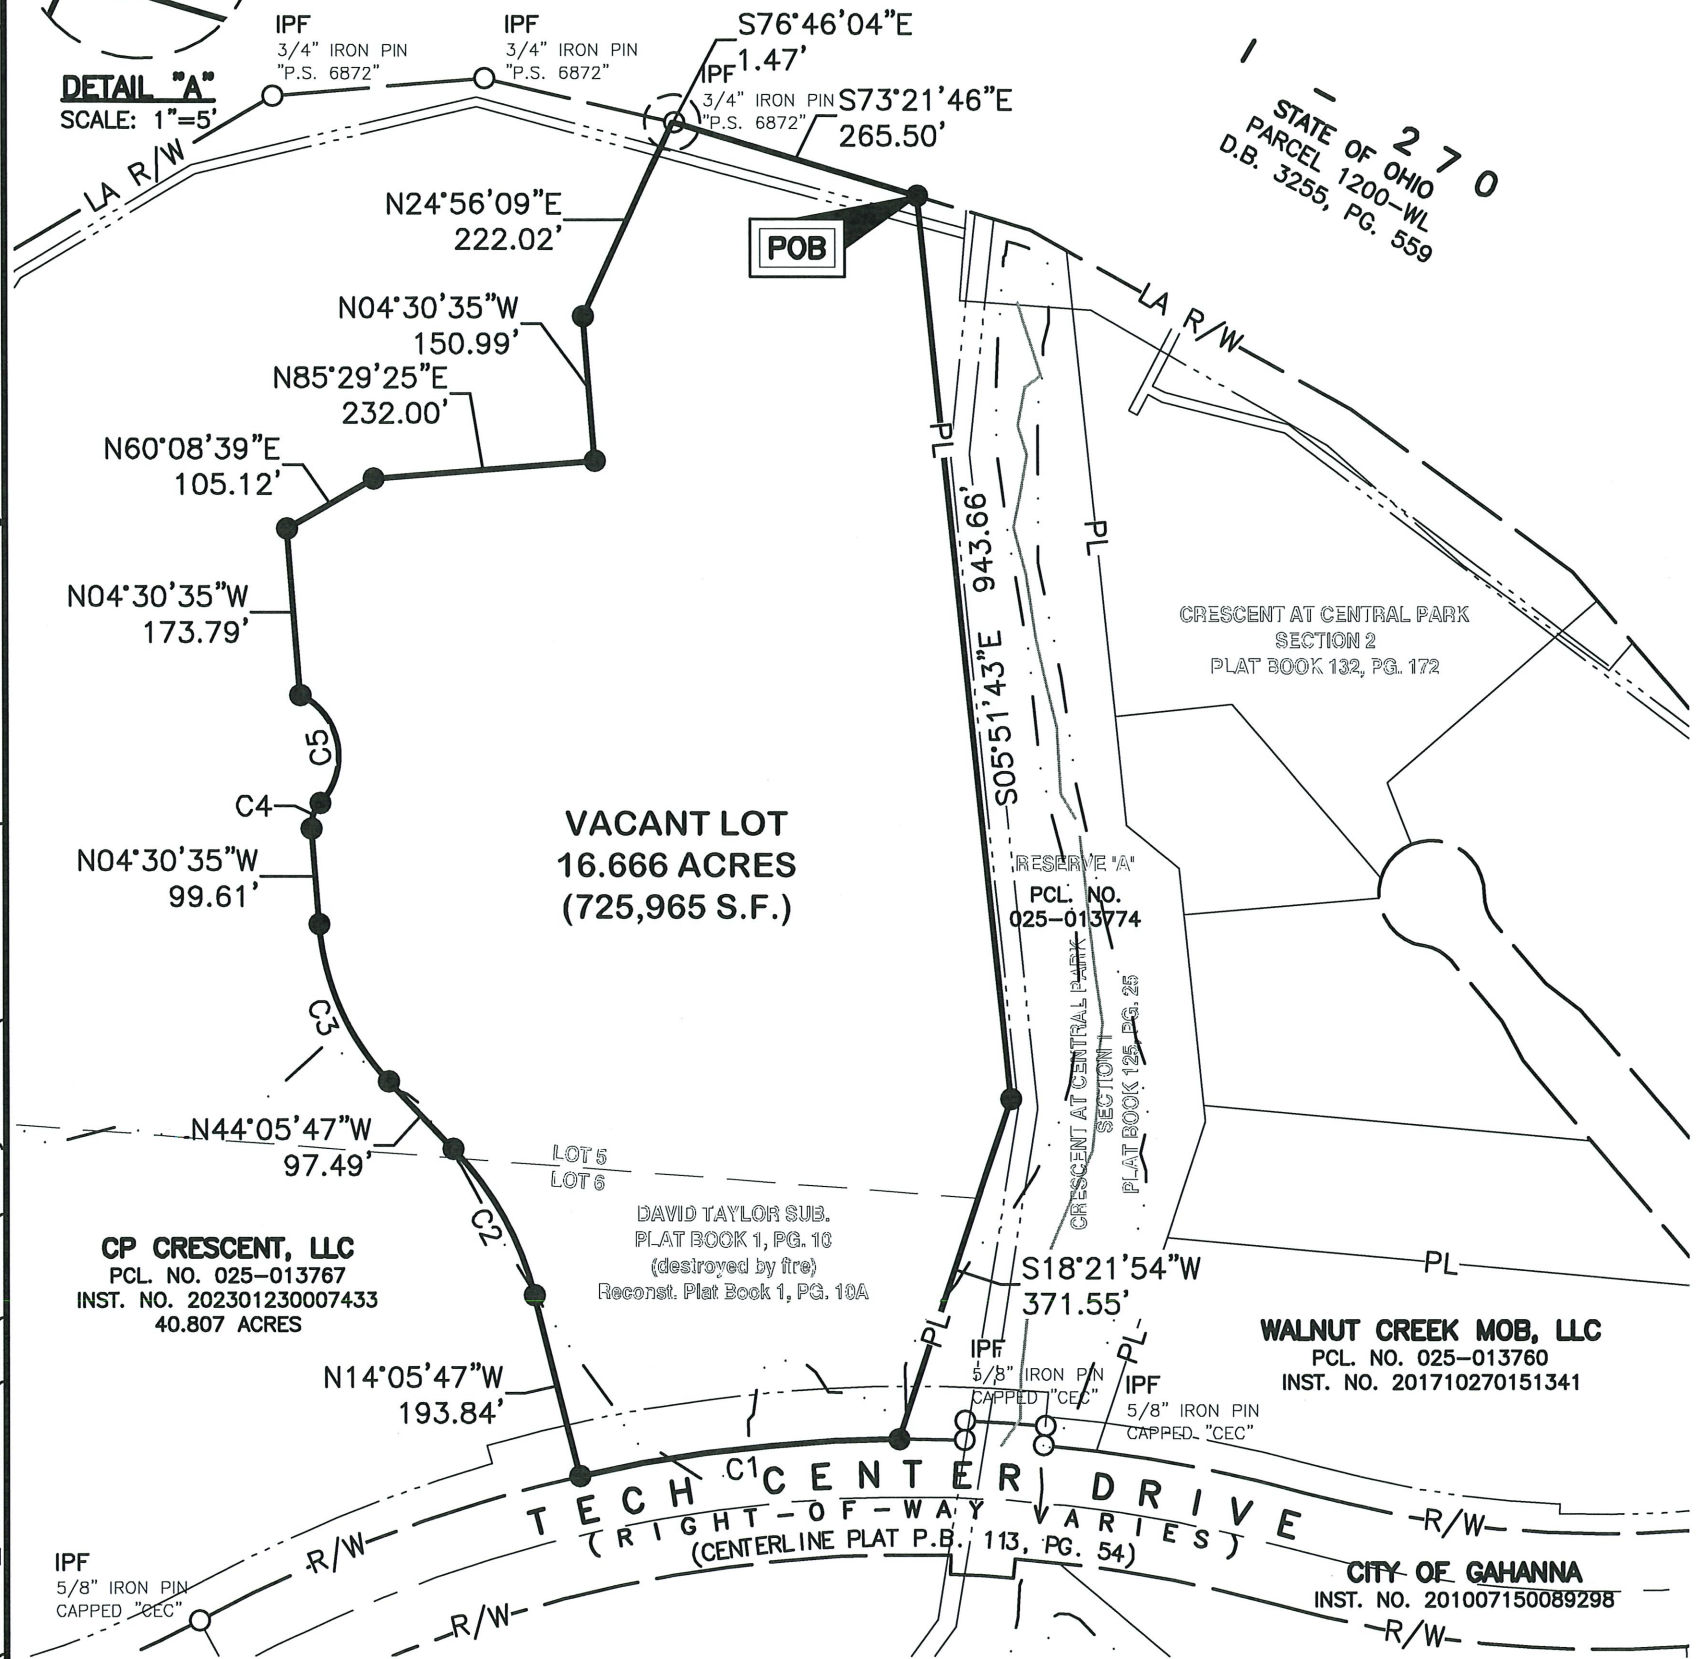 IPF
3/4" IRON PIN
"P.S. 6872"
IPF
3/4" IRON PIN
"P.S. 6872"
S76°46'04"E
1.47'
IPF
3/4" IRON PIN
"P.S. 6872"
S73°21'46"E
265.50'
DETAIL "A"
SCALE: 1"=5'
LA R/W
I - 270
STATE OF OHIO
PARCEL 1200-WL
D.B. 3255, PG. 559
N24°56'09"E
222.02'
POB
LA R/W
N04°30'35"W
150.99'
N85°29'25"E
232.00'
N60°08'39"E
105.12'
PL
PL
S05°51'43"E 943.66'
N04°30'35"W
173.79'
CRESCENT AT CENTRAL PARK
SECTION 2
PLAT BOOK 132, PG. 172
C5
C4
N04°30'35"W
99.61'
VACANT LOT
16.666 ACRES
(725,965 S.F.)
RESERVE "A"
PCL. NO.
025-013774
CRESCENT AT CENTRAL PARK
SECTION 1
PLAT BOOK 125, PG. 25
C3
N44°05'47"W
97.49'
LOT 5
LOT 6
C2
DAVID TAYLOR SUB.
PLAT BOOK 1, PG. 10
(destroyed by fire)
Reconst. Plat Book 1, PG. 10A
CP CRESCENT, LLC
PCL. NO. 025-013767
INST. NO. 202301230007433
40.807 ACRES
S18°21'54"W
371.55'
PL
PL
PL
WALNUT CREEK MOB, LLC
PCL. NO. 025-013760
INST. NO. 201710270151341
N14°05'47"W
193.84'
IPF
5/8" IRON PIN
CAPPED "CEC"
IPF
5/8" IRON PIN
CAPPED "CEC"
C1
TECH CENTER DRIVE
(RIGHT-OF-WAY VARIES)
(CENTERLINE PLAT P.B. 113, PG. 54)
R/W
R/W
IPF
5/8" IRON PIN
CAPPED "CEC"
CITY OF GAHANNA
INST. NO. 201007150089298
R/W
R/W